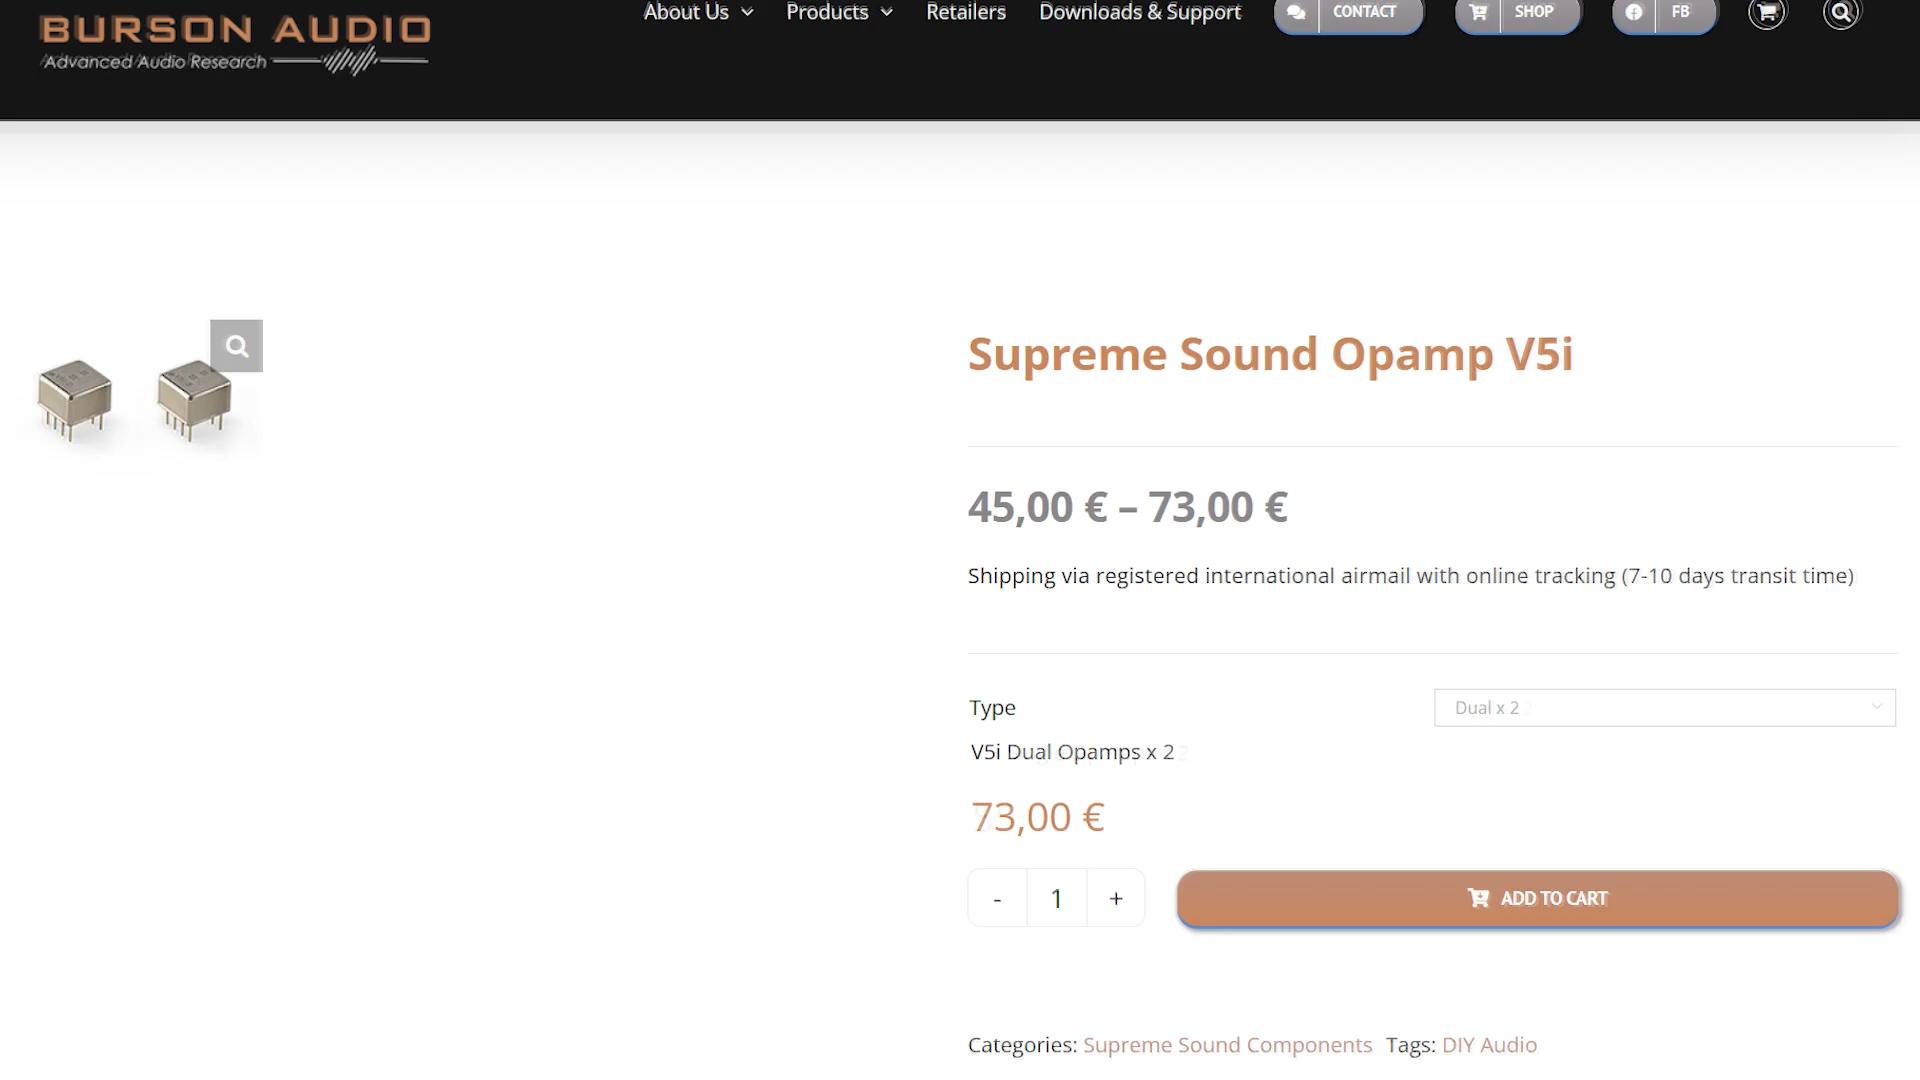 BURSON AUDIO
Advanced Audio Research
About Us
Products
Retailers
Downloads & Support
CONTACT
SHOP
FB
Supreme Sound Opamp V5i
45,00 € – 73,00 €
Shipping via registered international airmail with online tracking (7-10 days transit time)
Type
Dual x 2
V5i Dual Opamps x 2
73,00 €
- 1 +
ADD TO CART
Categories: Supreme Sound Components Tags: DIY Audio